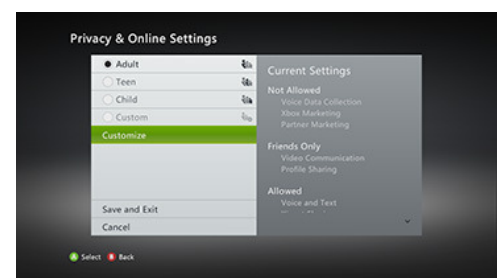 Privacy & Online Settings
Adult
Teen
Child
Custom
Customize
Save and Exit
Cancel
Current Settings
Not Allowed
Voice Data Collection
Xbox Marketing
Partner Marketing
Friends Only
Video Communication
Profile Sharing
Allowed
Voice and Text
A Select B Back